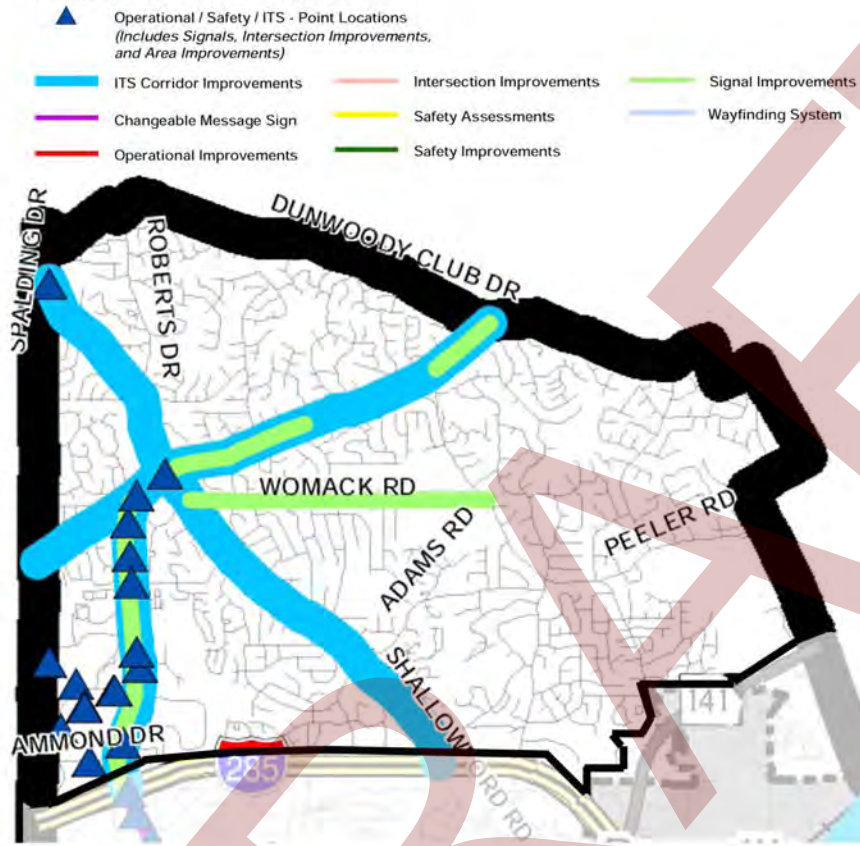 Operational / Safety / ITS - Point Locations
(Includes Signals, Intersection Improvements,
and Area Improvements)
ITS Corridor Improvements
Intersection Improvements
Signal Improvements
Changeable Message Sign
Safety Assessments
Wayfinding System
Operational Improvements
Safety Improvements
SPALDING DR
ROBERTS DR
DUNWOODY CLUB DR
WOMACK RD
ADAMS RD
PEELER RD
SHALLOWFORD RD
141
AMMOND DR
285